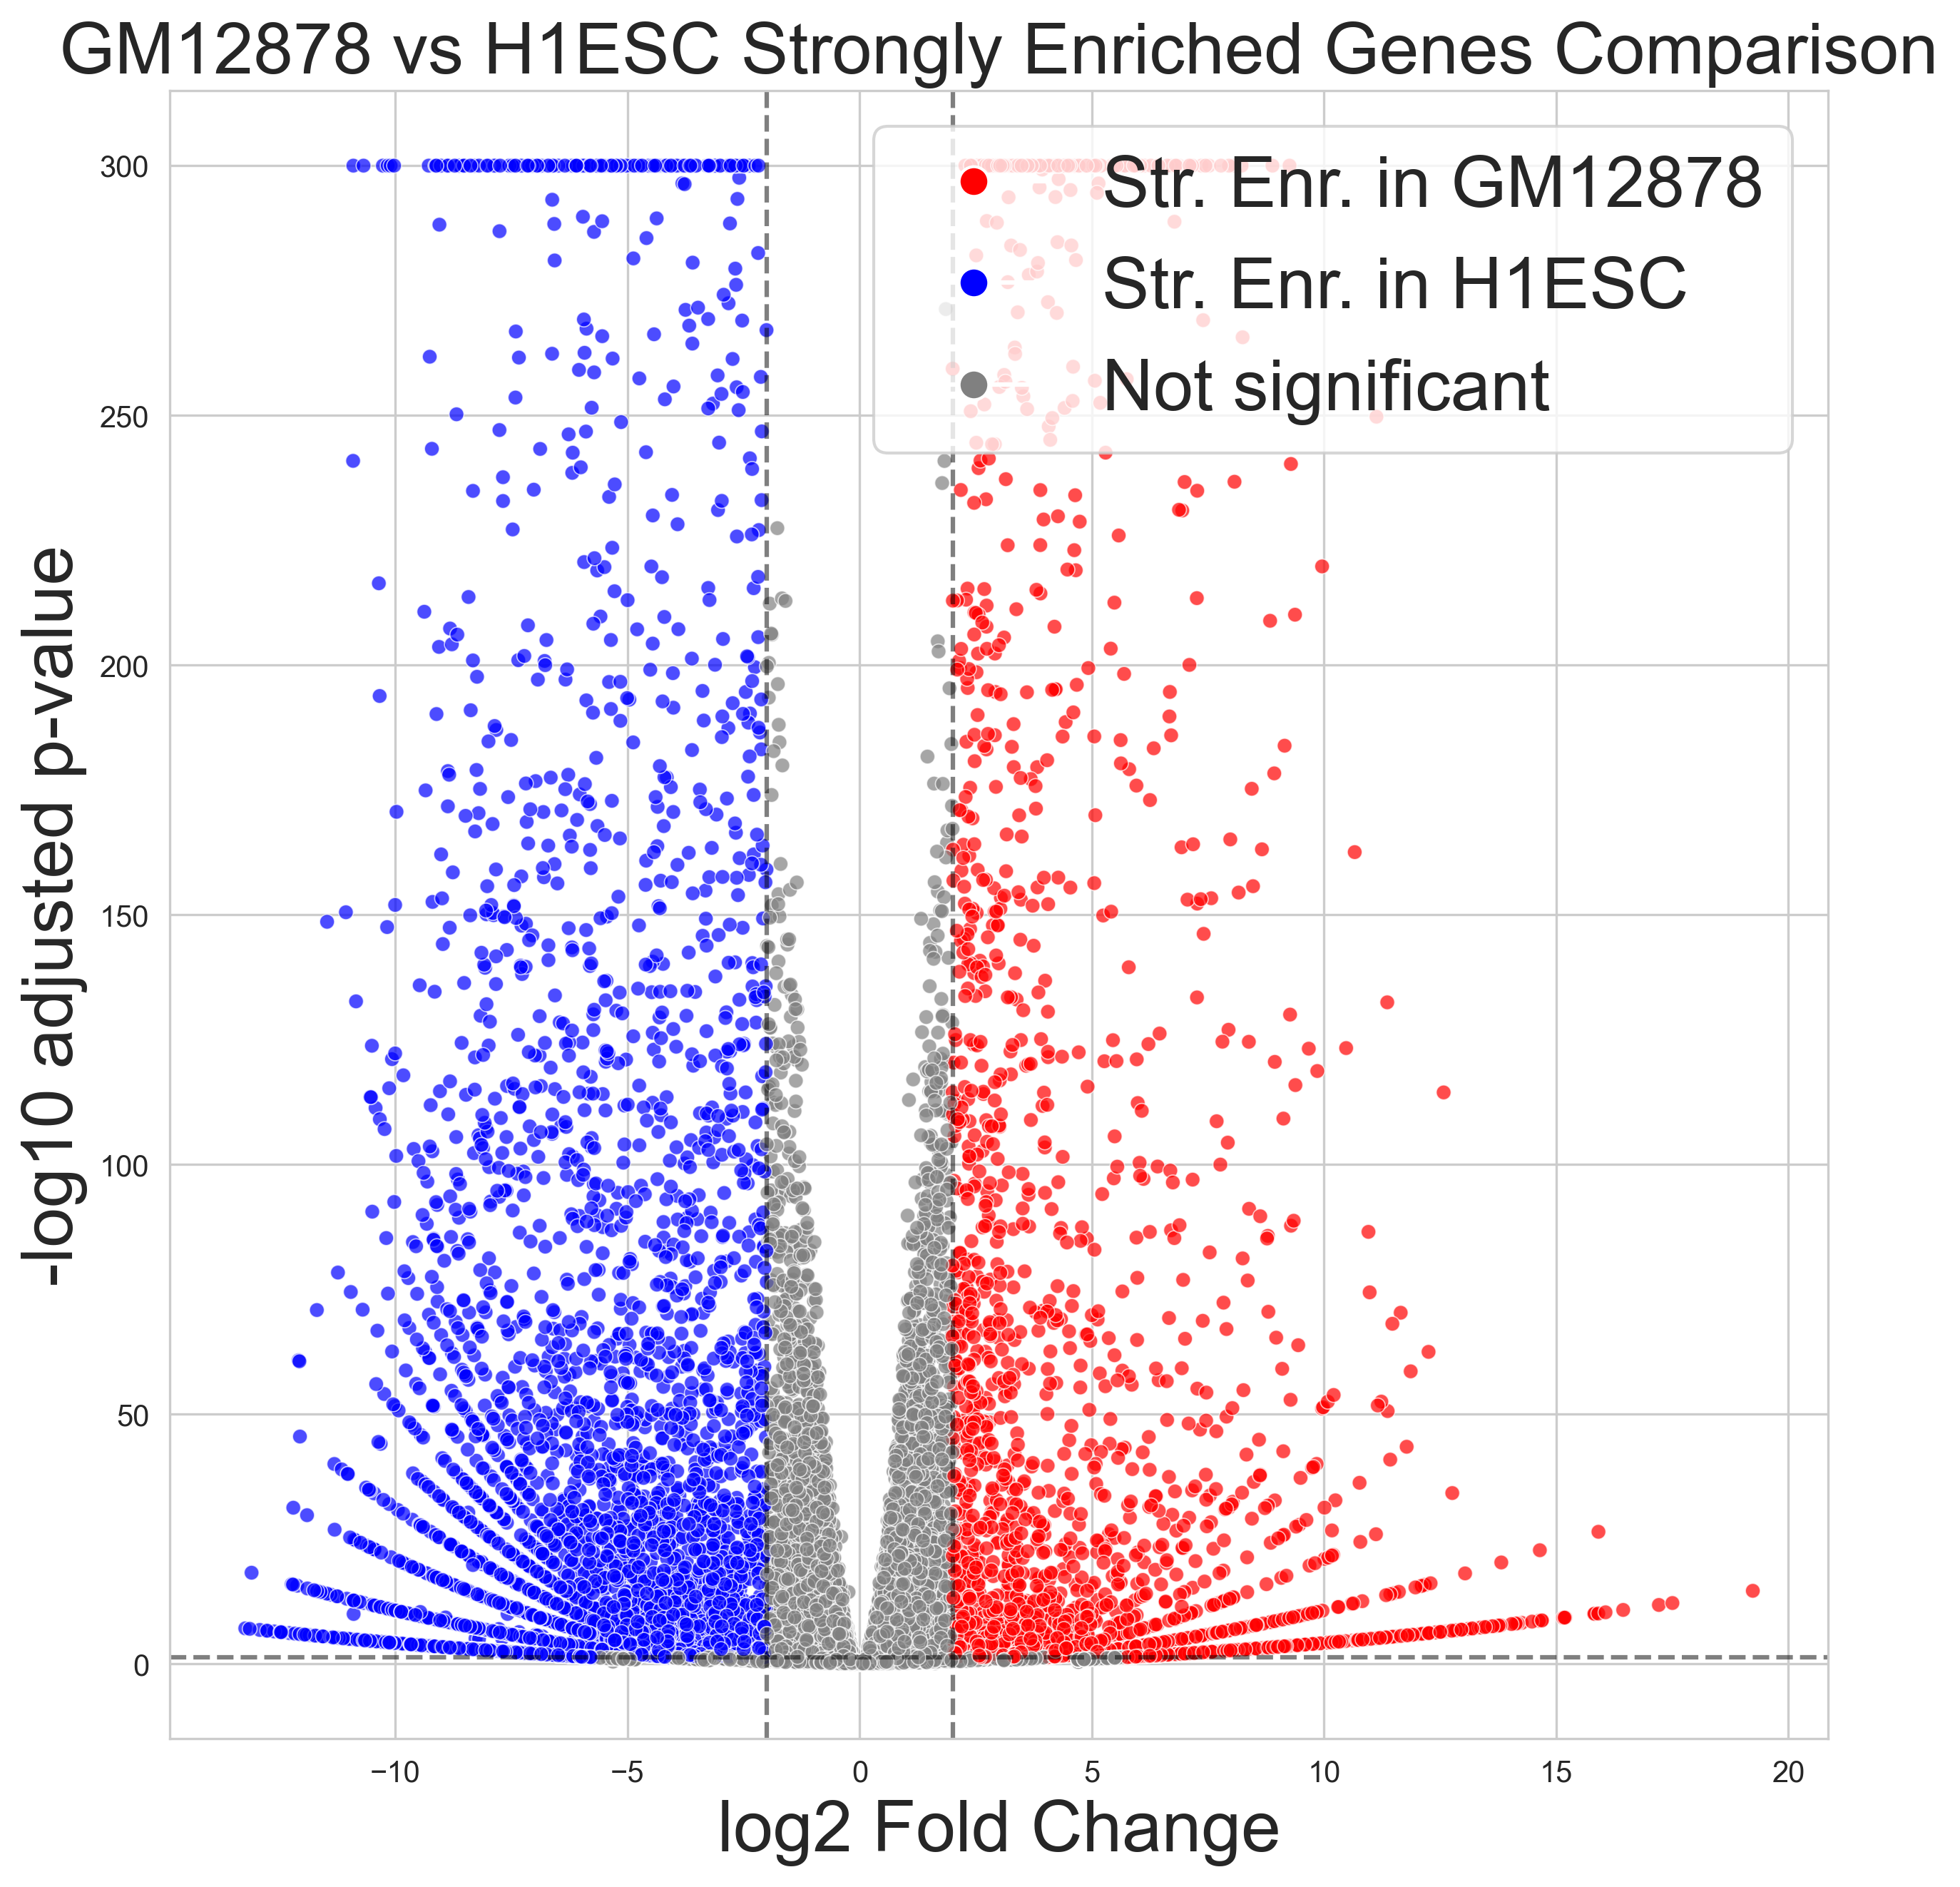 GM12878 vs H1ESC Strongly Enriched Genes Comparison
Str. Enr. in GM12878
Str. Enr. in H1ESC
Not significant
-log10 adjusted p-value
300
250
200
150
100
50
0
−10
−5
0
5
10
15
20
log2 Fold Change